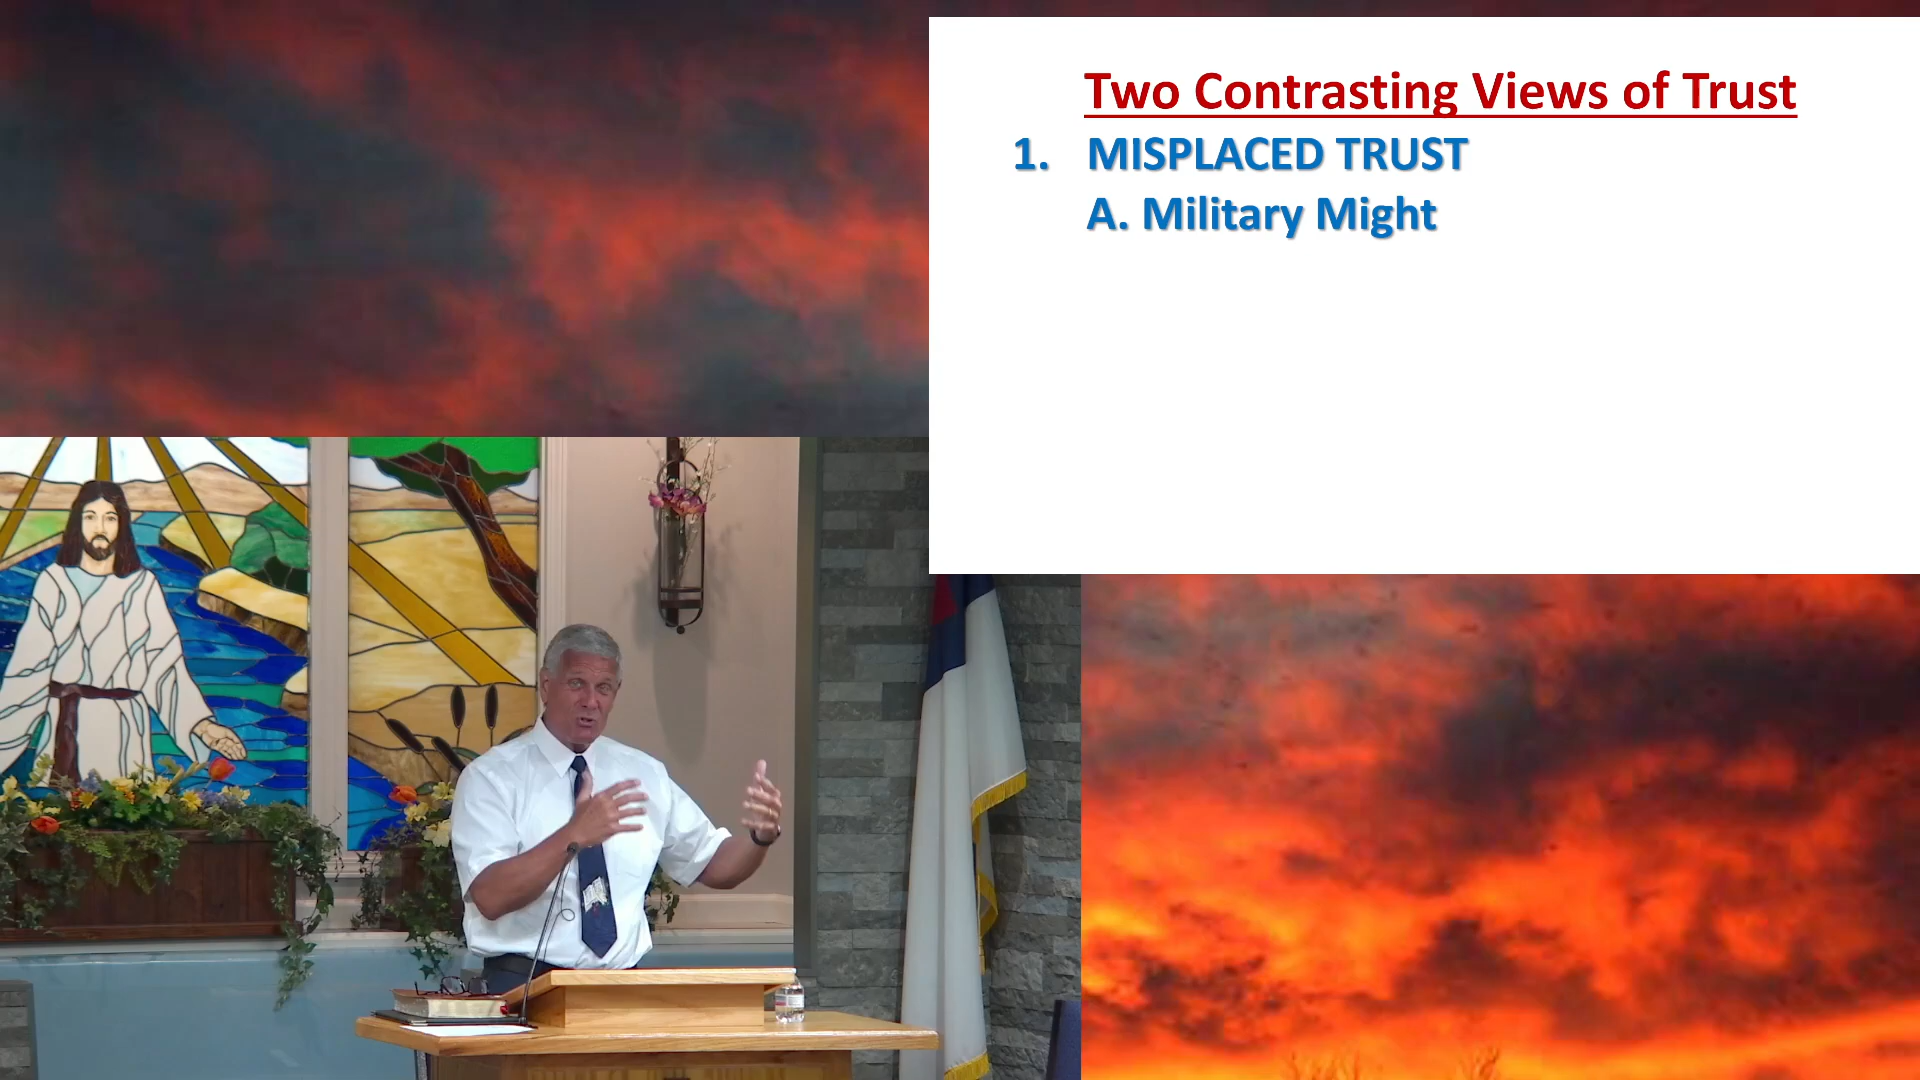 Two Contrasting Views of Trust
1. MISPLACED TRUST
A. Military Might